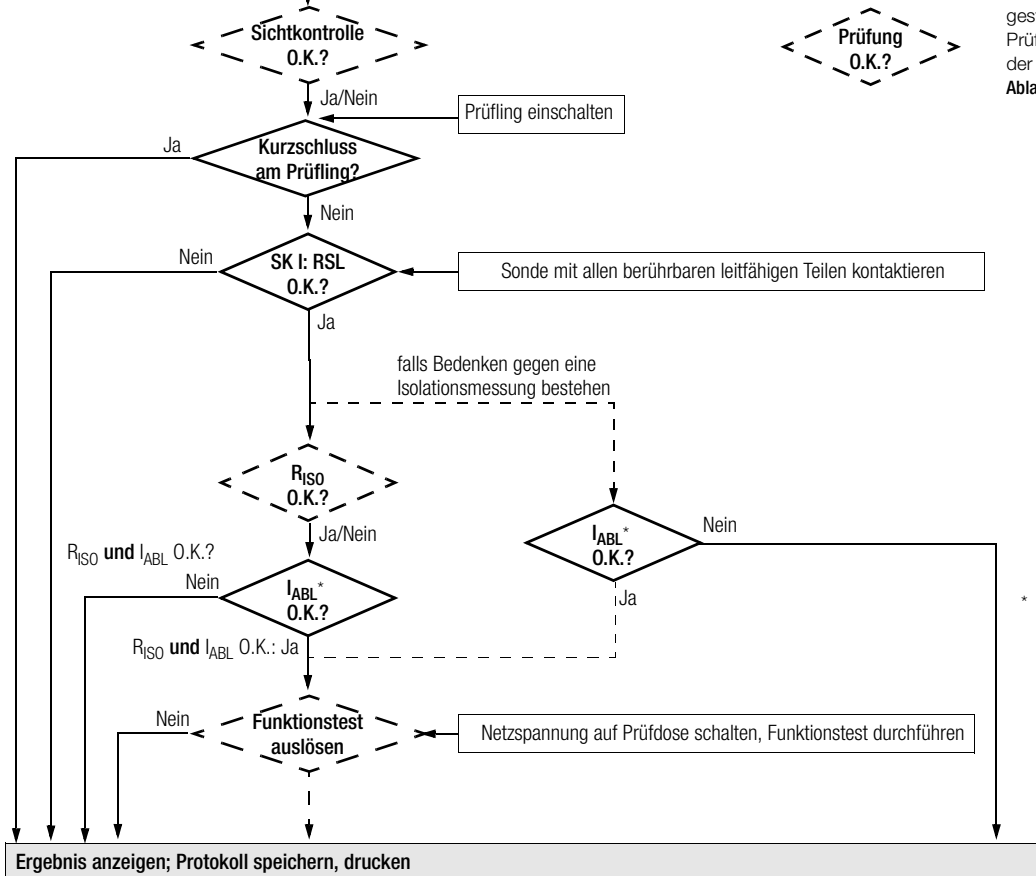 Sichtkontrolle
O.K.?
Prüfung
O.K.?
Ja/Nein
Prüfling einschalten
Ja
Kurzschluss
am Prüfling?
Nein
Nein
SK I: RSL
O.K.?
Sonde mit allen berührbaren leitfähigen Teilen kontaktieren
Ja
falls Bedenken gegen eine
Isolationsmessung bestehen
RISO
O.K.?
Ja/Nein
IABL*
O.K.?
Nein
RISO und IABL O.K.?
Nein
IABL*
O.K.?
Ja
*
RISO und IABL O.K.: Ja
Nein
Funktionstest
auslösen
Netzspannung auf Prüfdose schalten, Funktionstest durchführen
Ergebnis anzeigen; Protokoll speichern, drucken